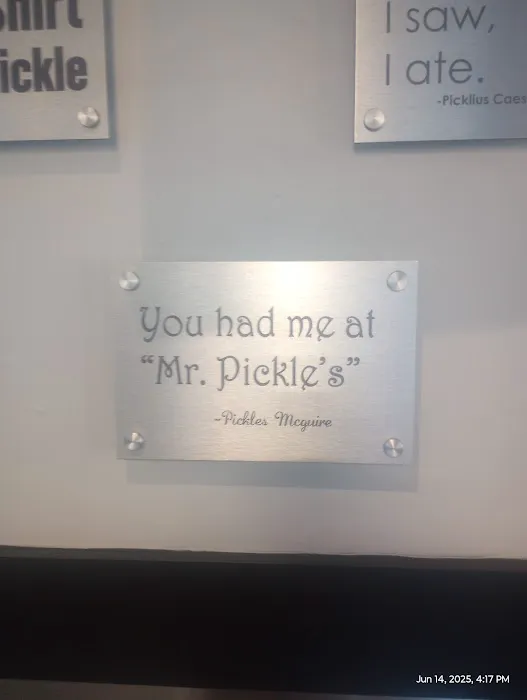 ickle
I saw,
I ate.
-Picklius Caes
You had me at
“Mr. Pickle’s”
-Pickles Mcguire
Jun 14, 2025, 4:17 PM